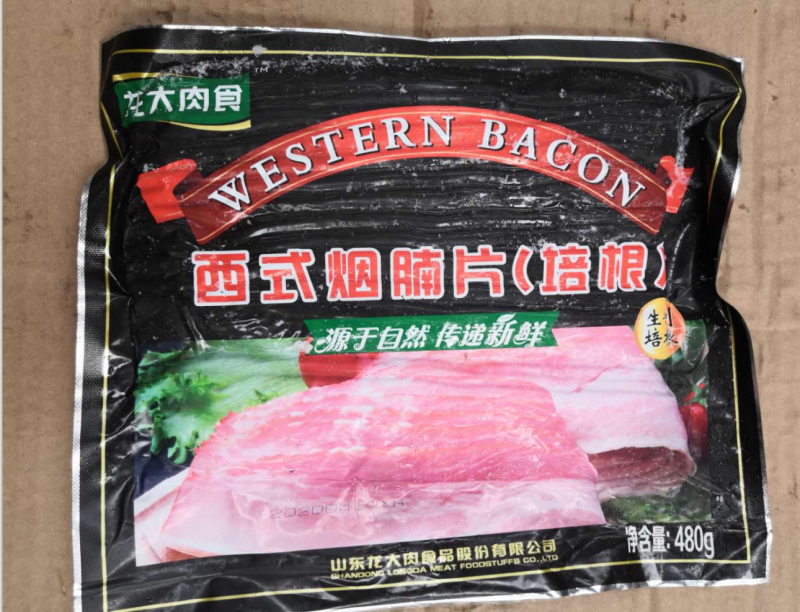 龙大肉食
TM
WESTERN BACON
西式烟腩片(培根)
源于自然 传递新鲜
生制
培根
山东龙大肉食品股份有限公司
SHANDONG LONGDA MEAT FOODSTUFFS CO.,LTD
净含量: 480g